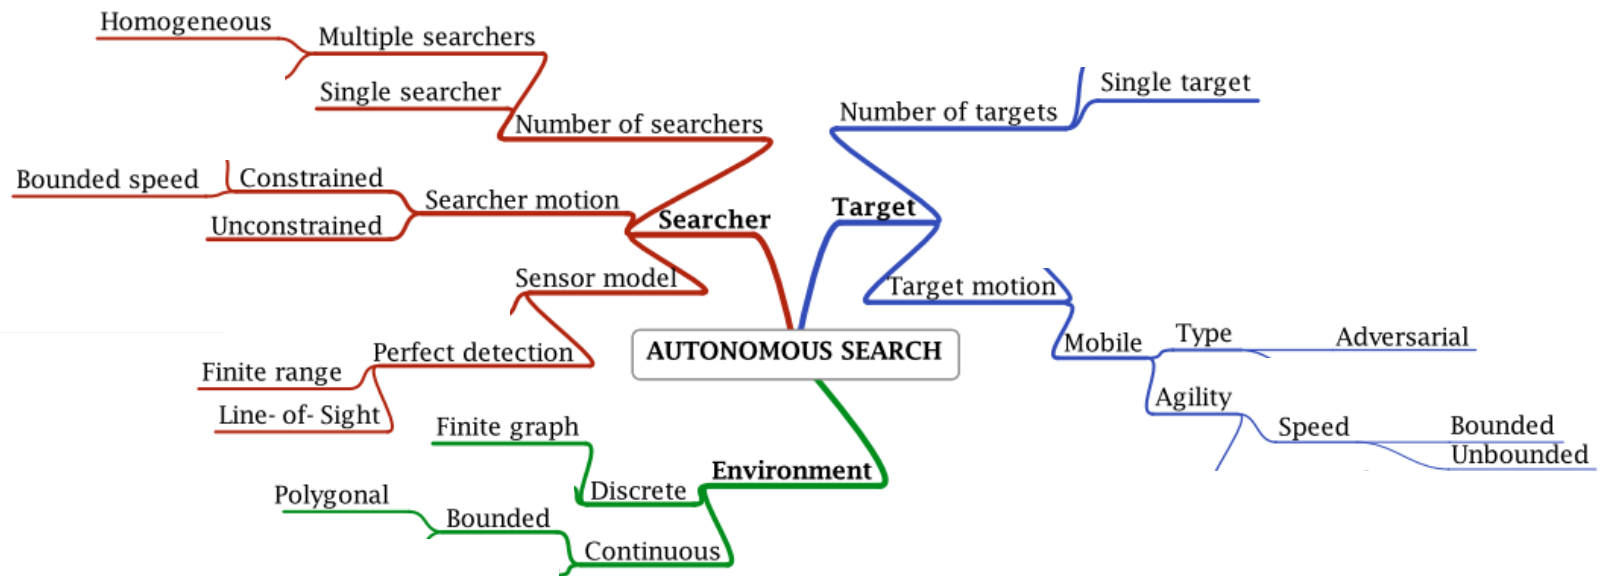 Homogeneous
Multiple searchers
Single searcher
Number of searchers
Bounded speed
Constrained
Unconstrained
Searcher motion
Searcher
Sensor model
Perfect detection
Finite range
Line- of- Sight
Single target
Number of targets
Target
Target motion
Mobile
Type
Adversarial
Agility
Speed
Bounded
Unbounded
AUTONOMOUS SEARCH
Finite graph
Environment
Discrete
Polygonal
Bounded
Continuous